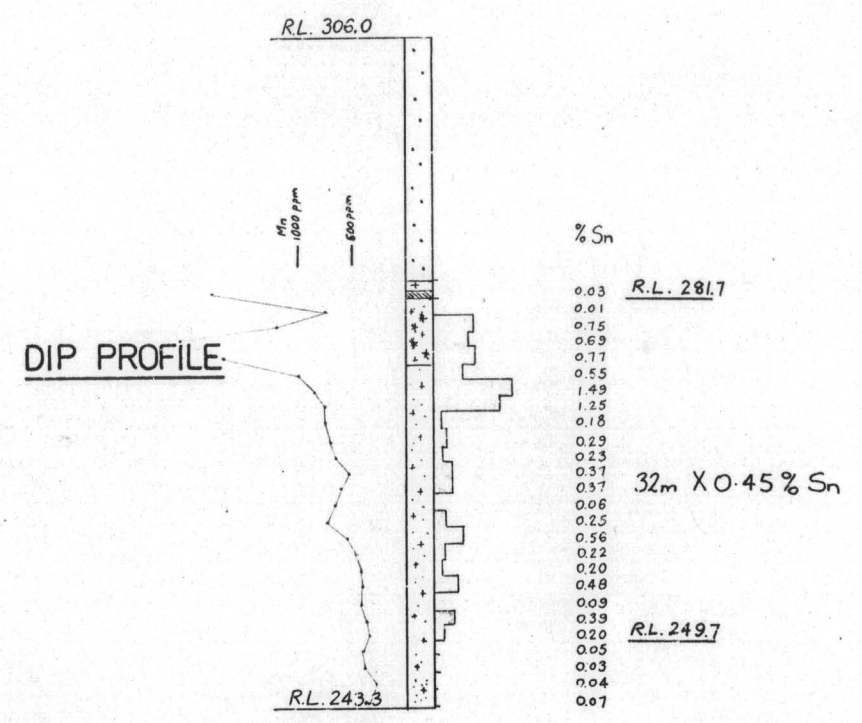 R.L. 306.0
Mn
1000 ppm
500 ppm
% Sn
0.03
R.L. 281.7
0.01
0.75
0.69
DIP PROFILE
0.77
0.55
1.49
1.25
0.18
0.29
0.23
0.37
0.37
32m X 0.45 % Sn
0.06
0.25
0.56
0.22
0.20
0.48
0.09
0.39
0.20
R.L. 249.7
0.05
0.03
0.04
R.L. 243.3
0.07